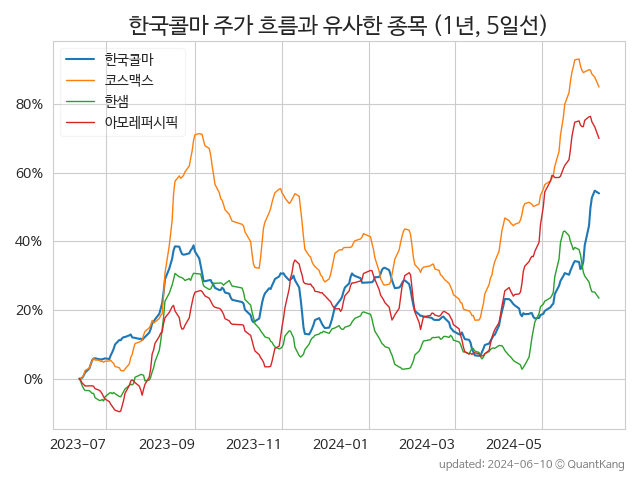 한국콜마 주가 흐름과 유사한 종목 (1년, 5일선)
한국콜마
코스맥스
한샘
아모레퍼시픽
80%
60%
40%
20%
0%
2023-07 2023-09 2023-11 2024-01 2024-03 2024-05
updated: 2024-06-10 © QuantKang